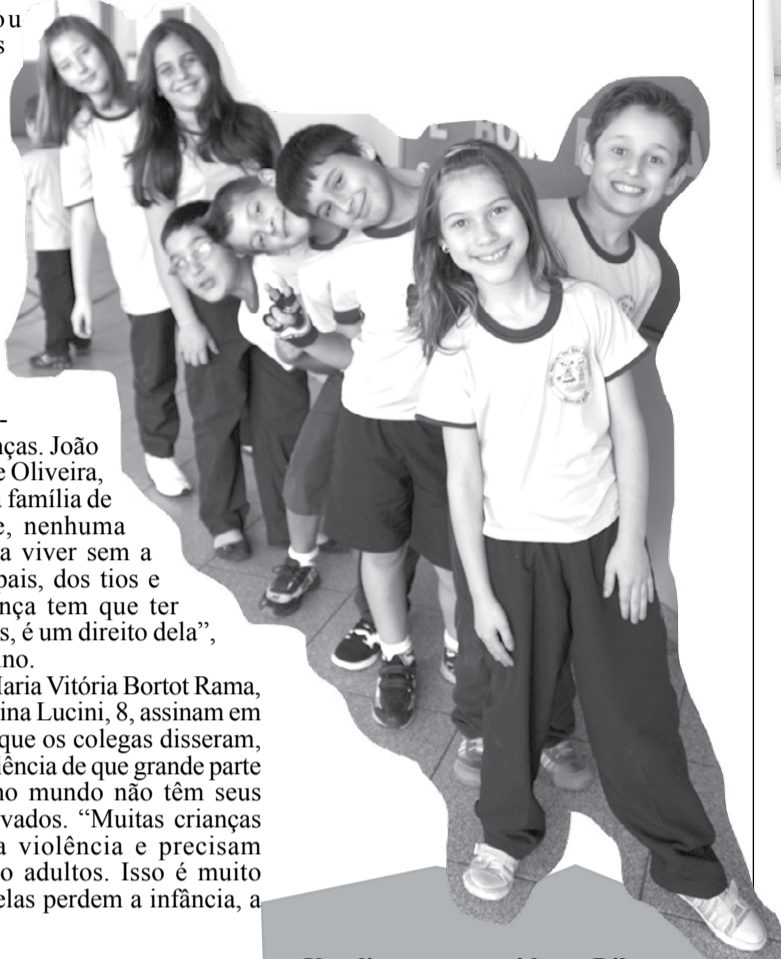 ou
s
-
nças. João
e Oliveira,
a família de
e, nenhuma
a viver sem a
pais, dos tios e
nça tem que ter
s, é um direito dela”,
no.
Maria Vitória Bortot Rama,
ina Lucini, 8, assinam em
que os colegas disseram,
iência de que grande parte
no mundo não têm seus
vados. “Muitas crianças
a violência e precisam
o adultos. Isso é muito
elas perdem a infância, a